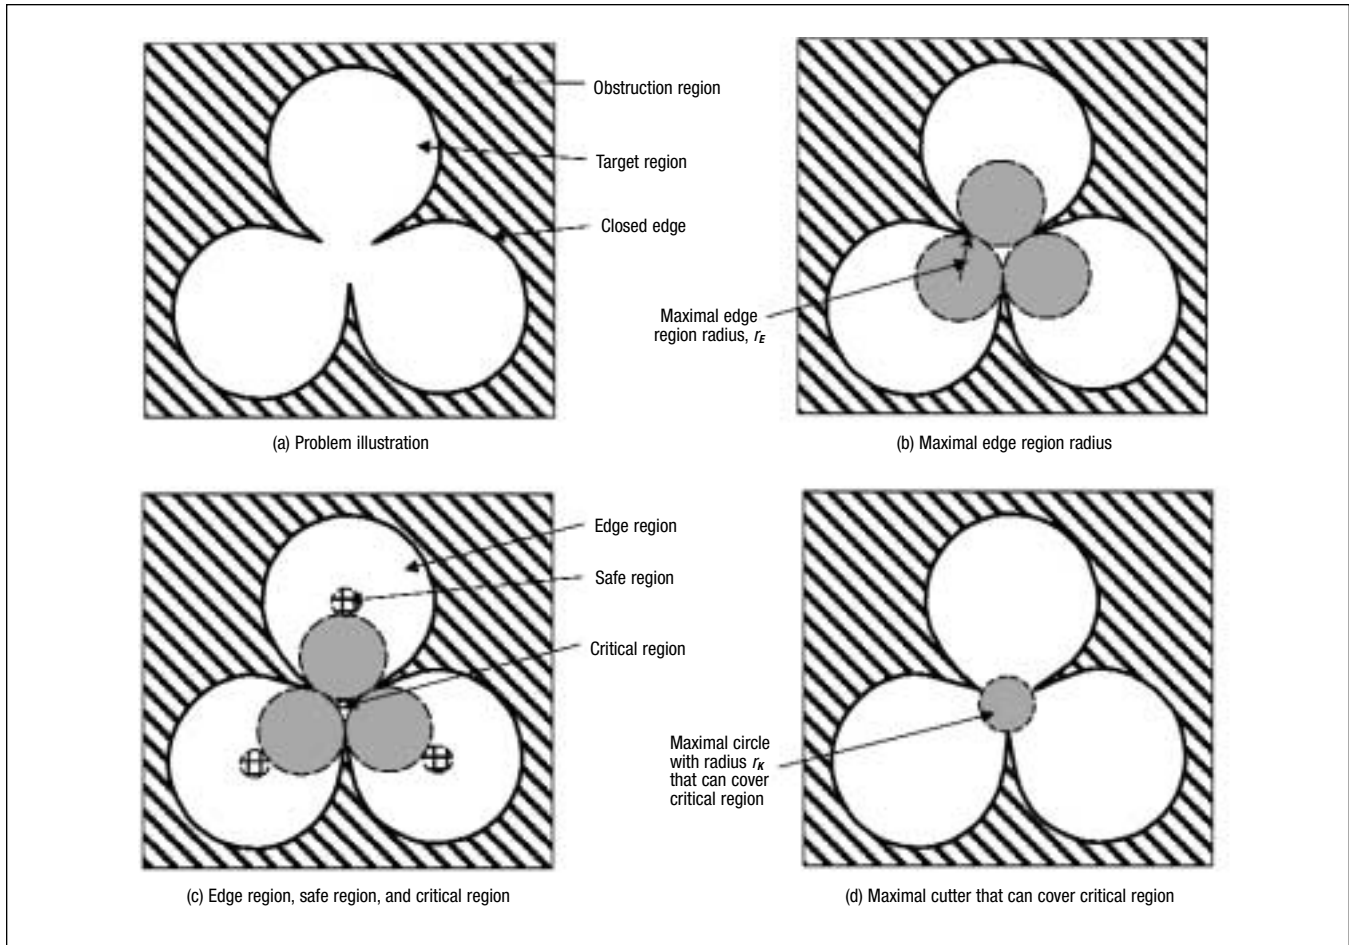 Obstruction region
Target region
Closed edge
(a) Problem illustration
Maximal edge
region radius, r_E
(b) Maximal edge region radius
Edge region
Safe region
Critical region
(c) Edge region, safe region, and critical region
Maximal circle
with radius r_K
that can cover
critical region
(d) Maximal cutter that can cover critical region